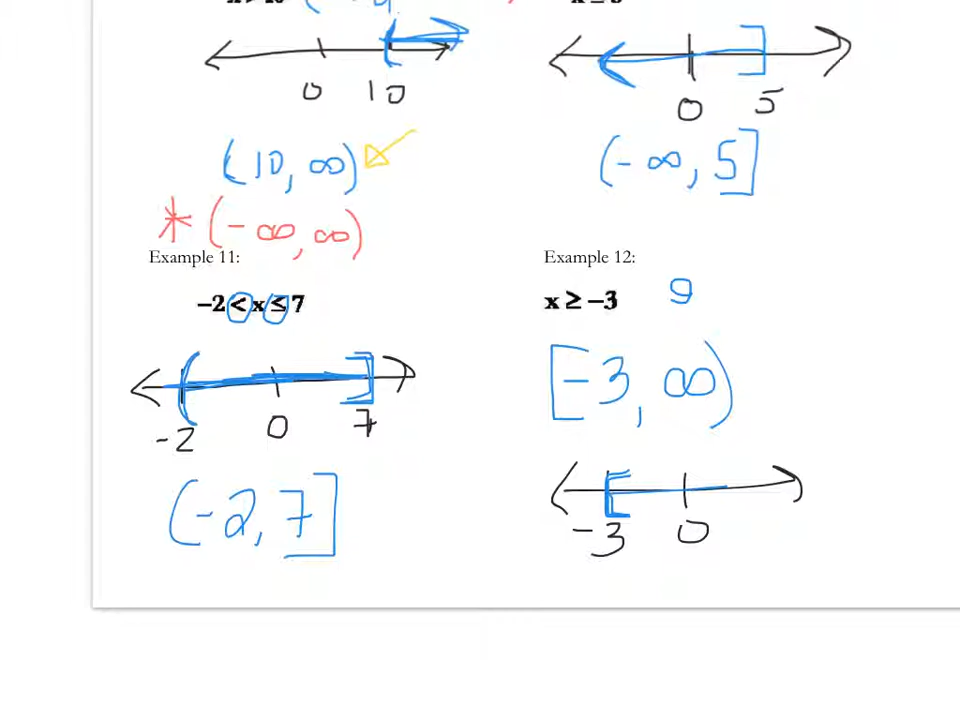 0 10
(10, ∞)
* (-∞, ∞)
0 5
(-∞, 5]
Example 11:
-2 < x ≤ 7
-2 0 7
(-2, 7]
Example 12:
x ≥ -3 9
[-3, ∞)
-3 0